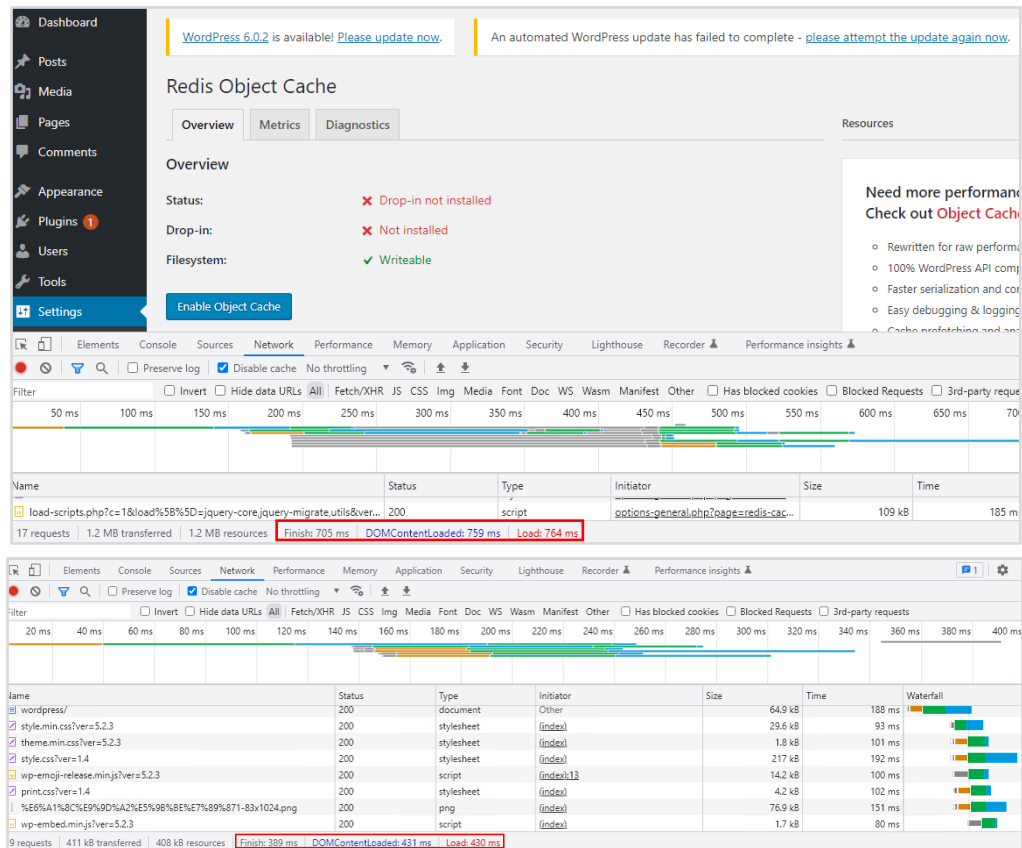 Dashboard
WordPress 6.0.2 is available! Please update now.
An automated WordPress update has failed to complete - please attempt the update again now.
Posts
Media
Pages
Comments
Appearance
Plugins 1
Users
Tools
Settings
Redis Object Cache
Overview Metrics Diagnostics
Resources
Overview
Status: Drop-in not installed
Drop-in: Not installed
Filesystem: Writeable
Enable Object Cache
Need more performanc
Check out Object Cach
Rewritten for raw performa
100% WordPress API comp
Faster serialization and cor
Easy debugging & logging
Cache prefetching and ana
Elements Console Sources Network Performance Memory Application Security Lighthouse Recorder Performance insights
Preserve log Disable cache No throttling
Filter Invert Hide data URLs All Fetch/XHR JS CSS Img Media Font Doc WS Wasm Manifest Other Has blocked cookies Blocked Requests 3rd-party reque
50 ms 100 ms 150 ms 200 ms 250 ms 300 ms 350 ms 400 ms 450 ms 500 ms 550 ms 600 ms 650 ms 70
Name Status Type Initiator Size Time
load-scripts.php?c=1&load%5B%5D=jquery-core,jquery-migrate,utils&ver... 200 script options-general.php?page=redis-cac... 109 kB 185 m
17 requests 1.2 MB transferred 1.2 MB resources Finish: 705 ms DOMContentLoaded: 759 ms Load: 764 ms
Elements Console Sources Network Performance Memory Application Security Lighthouse Recorder Performance insights 1
Preserve log Disable cache No throttling
Filter Invert Hide data URLs All Fetch/XHR JS CSS Img Media Font Doc WS Wasm Manifest Other Has blocked cookies Blocked Requests 3rd-party requests
20 ms 40 ms 60 ms 80 ms 100 ms 120 ms 140 ms 160 ms 180 ms 200 ms 220 ms 240 ms 260 ms 280 ms 300 ms 320 ms 340 ms 360 ms 380 ms 400 ms
Name Status Type Initiator Size Time Waterfall
wordpress/ 200 document Other 64.9 kB 188 ms
style.min.css?ver=5.2.3 200 stylesheet (index) 29.6 kB 93 ms
theme.min.css?ver=5.2.3 200 stylesheet (index) 1.8 kB 101 ms
style.css?ver=1.4 200 stylesheet (index) 217 kB 192 ms
wp-emoji-release.min.js?ver=5.2.3 200 script (index):13 14.2 kB 100 ms
print.css?ver=1.4 200 stylesheet (index) 4.2 kB 102 ms
%E6%A1%8C%E9%9D%A2%E5%9B%BE%E7%89%871-83x1024.png 200 png (index) 76.9 kB 151 ms
wp-embed.min.js?ver=5.2.3 200 script (index) 1.7 kB 80 ms
9 requests 411 kB transferred 408 kB resources Finish: 389 ms DOMContentLoaded: 431 ms Load: 430 ms